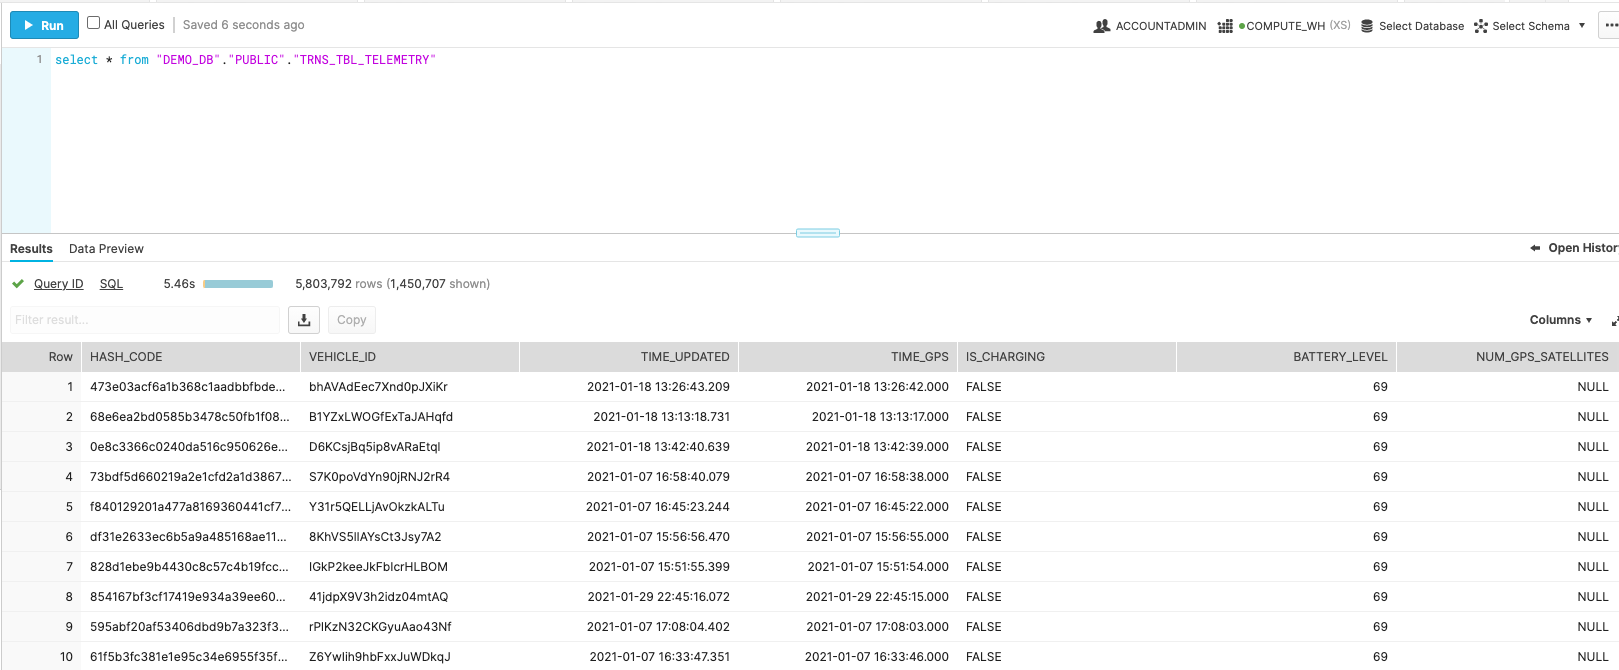 Run All Queries Saved 6 seconds ago ACCOUNTADMIN COMPUTE_WH (XS) Select Database Select Schema
1 select * from "DEMO_DB"."PUBLIC"."TRNS_TBL_TELEMETRY"
Results Data Preview Open Histor
Query ID SQL 5.46s 5,803,792 rows (1,450,707 shown)
Filter result... Copy Columns
Row HASH_CODE VEHICLE_ID TIME_UPDATED TIME_GPS IS_CHARGING BATTERY_LEVEL NUM_GPS_SATELLITES
1 473e03acf6a1b368c1aadbbfbde... bhAVAdEec7Xnd0pJXiKr 2021-01-18 13:26:43.209 2021-01-18 13:26:42.000 FALSE 69 NULL
2 68e6ea2bd0585b3478c50fb1f08... B1YZxLWOGfExTaJAHqfd 2021-01-18 13:13:18.731 2021-01-18 13:13:17.000 FALSE 69 NULL
3 0e8c3366c0240da516c950626e... D6KCsjBq5ip8vARaEtql 2021-01-18 13:42:40.639 2021-01-18 13:42:39.000 FALSE 69 NULL
4 73bdf5d660219a2e1cfd2a1d3867... S7K0poVdYn90jRNJ2rR4 2021-01-07 16:58:40.079 2021-01-07 16:58:38.000 FALSE 69 NULL
5 f840129201a477a8169360441cf7... Y31r5QELLjAvOkzkALTu 2021-01-07 16:45:23.244 2021-01-07 16:45:22.000 FALSE 69 NULL
6 df31e2633ec6b5a9a485168ae11... 8KhVS5llAYsCt3Jsy7A2 2021-01-07 15:56:56.470 2021-01-07 15:56:55.000 FALSE 69 NULL
7 828d1ebe9b4430c8c57c4b19fcc... IGkP2keeJkFbIcrHLBOM 2021-01-07 15:51:55.399 2021-01-07 15:51:54.000 FALSE 69 NULL
8 854167bf3cf17419e934a39ee60... 41jdpX9V3h2idz04mtAQ 2021-01-29 22:45:16.072 2021-01-29 22:45:15.000 FALSE 69 NULL
9 595abf20af53406dbd9b7a323f3... rPlKzN32CKGyuAao43Nf 2021-01-07 17:08:04.402 2021-01-07 17:08:03.000 FALSE 69 NULL
10 61f5b3fc381e1e95c34e6955f35f... Z6Ywlih9hbFxxJuWDkqJ 2021-01-07 16:33:47.351 2021-01-07 16:33:46.000 FALSE 69 NULL